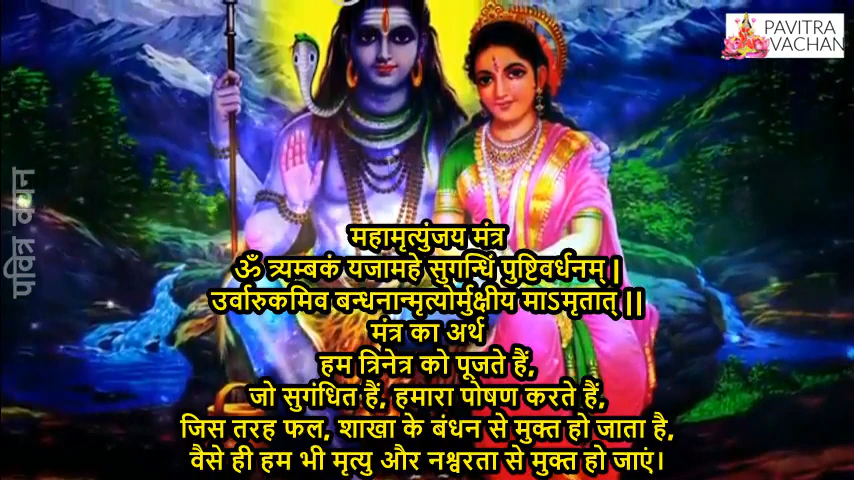 PAVITRA
VACHAN
पवित्र वचन
महामृत्युंजय मंत्र
ॐ त्र्यम्बकं यजामहे सुगन्धिं पुष्टिवर्धनम् |
उर्वारुकमिव बन्धनान्मृत्योर्मुक्षीय माऽमृतात् ||
मंत्र का अर्थ
हम त्रिनेत्र को पूजते हैं,
जो सुगंधित हैं, हमारा पोषण करते हैं,
जिस तरह फल, शाखा के बंधन से मुक्त हो जाता है,
वैसे ही हम भी मृत्यु और नश्वरता से मुक्त हो जाएं।